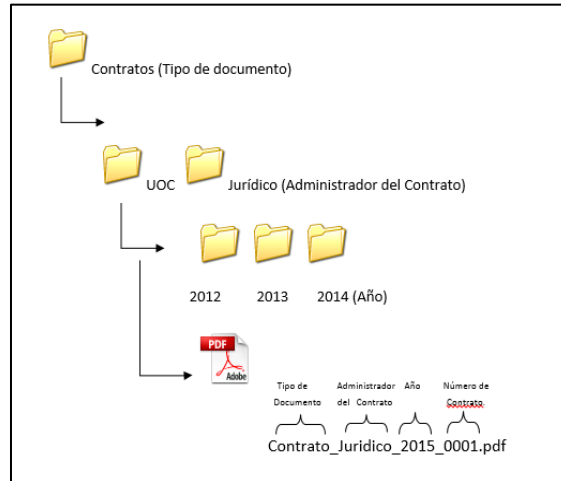 Contratos (Tipo de documento)
UOC Jurídico (Administrador del Contrato)
2012 2013 2014 (Año)
PDF
Adobe
Tipo de Administrador Año Número de
Documento del Contrato Contrato
Contrato_Juridico_2015_0001.pdf